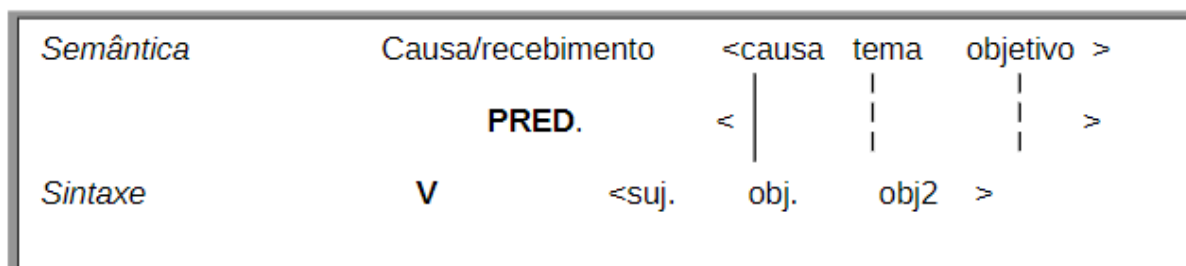 Semântica Causa/recebimento <causa tema objetivo >
PRED. < >
Sintaxe V <suj. obj. obj2 >